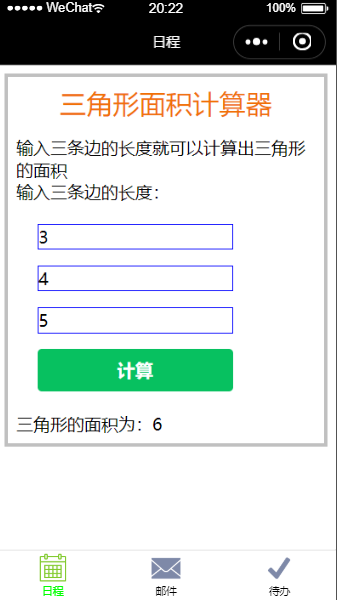 WeChat 20:22 100%
日程
三角形面积计算器
输入三条边的长度就可以计算出三角形
的面积
输入三条边的长度：
3
4
5
计算
三角形的面积为：6
日程 邮件 待办